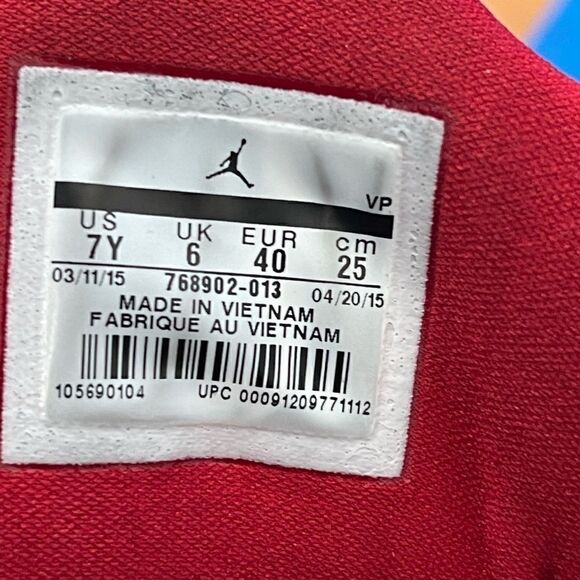 VP
US UK EUR cm
7Y 6 40 25
03/11/15 768902-013 04/20/15
MADE IN VIETNAM
FABRIQUE AU VIETNAM
105690104 UPC 00091209771112